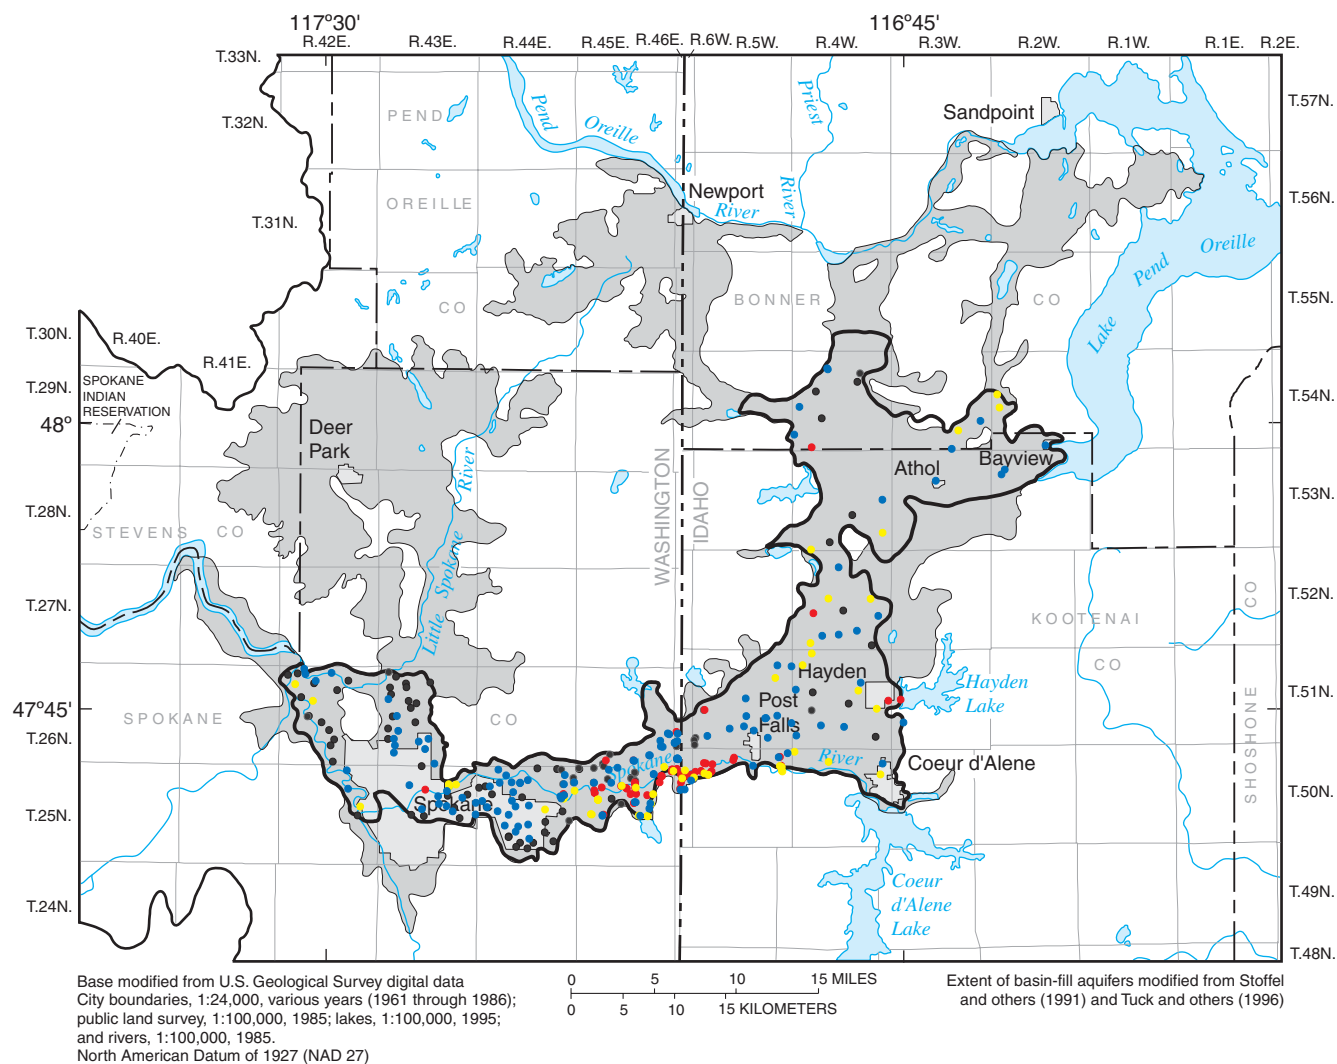 117º30'
116º45'
R.42E.
R.43E.
R.44E.
R.45E.
R.46E.
R.6W.
R.5W.
R.4W.
R.3W.
R.2W.
R.1W.
R.1E.
R.2E.
T.33N.
T.32N.
T.31N.
T.30N.
R.40E.
R.41E.
T.29N.
SPOKANE
INDIAN
RESERVATION
48º
T.28N.
T.27N.
47º45'
T.26N.
T.25N.
T.24N.
T.57N.
T.56N.
T.55N.
T.54N.
T.53N.
T.52N.
T.51N.
T.50N.
T.49N.
T.48N.
PEND
OREILLE
CO
Pend
Oreille
River
Priest
River
Sandpoint
Newport
BONNER
CO
Lake
Pend
Oreille
Deer
Park
Little
Spokane
River
WASHINGTON
IDAHO
Athol
Bayview
STEVENS
CO
KOOTENAI
CO
SHOSHONE
CO
SPOKANE
CO
Hayden
Hayden
Lake
Post
Falls
Spokane
River
Spokane
Coeur d'Alene
Coeur
d'Alene
Lake
Base modified from U.S. Geological Survey digital data
City boundaries, 1:24,000, various years (1961 through 1986);
public land survey, 1:100,000, 1985; lakes, 1:100,000, 1995;
and rivers, 1:100,000, 1985.
North American Datum of 1927 (NAD 27)
0 5 10 15 MILES
0 5 10 15 KILOMETERS
Extent of basin-fill aquifers modified from Stoffel
and others (1991) and Tuck and others (1996)